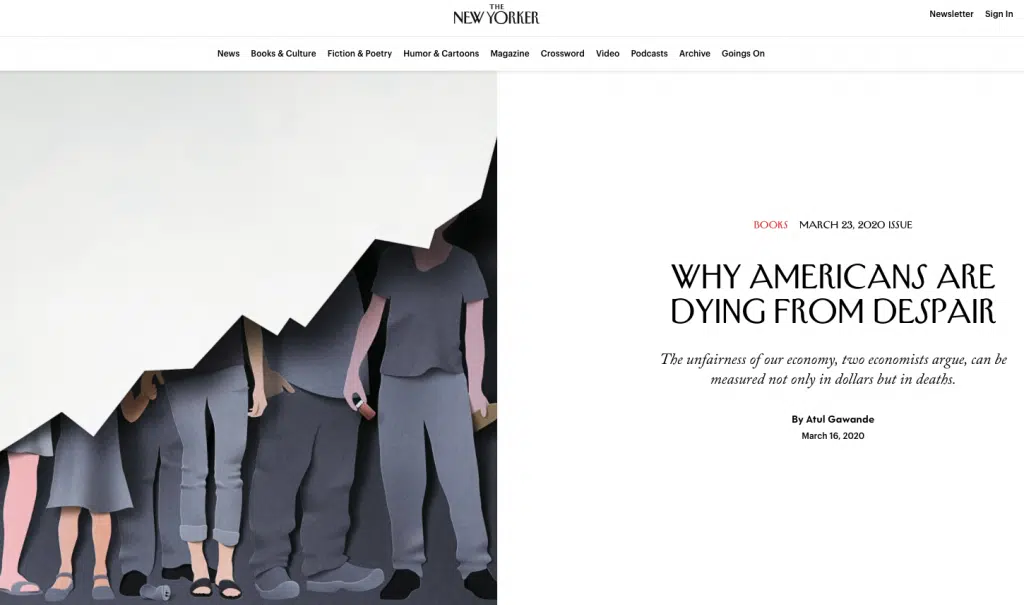 THE
NEW YORKER
Newsletter Sign In
News Books & Culture Fiction & Poetry Humor & Cartoons Magazine Crossword Video Podcasts Archive Goings On
BOOKS MARCH 23, 2020 ISSUE
WHY AMERICANS ARE
DYING FROM DESPAIR
The unfairness of our economy, two economists argue, can be
measured not only in dollars but in deaths.
By Atul Gawande
March 16, 2020